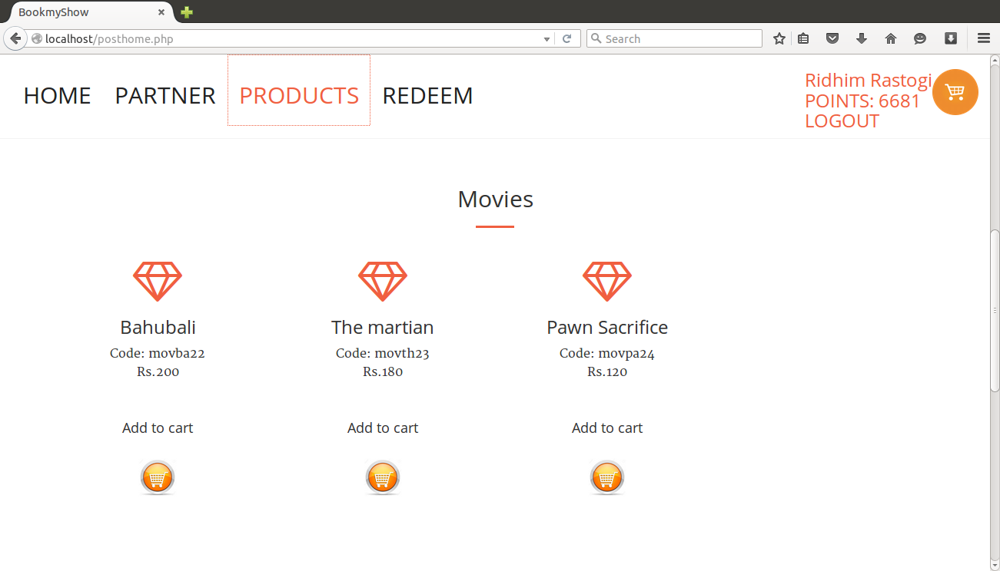 BookmyShow
localhost/posthome.php
Search
HOME PARTNER PRODUCTS REDEEM
Ridhim Rastogi
POINTS: 6681
LOGOUT
Movies
Bahubali The martian Pawn Sacrifice
Code: movba22 Code: movth23 Code: movpa24
Rs.200 Rs.180 Rs.120
Add to cart Add to cart Add to cart